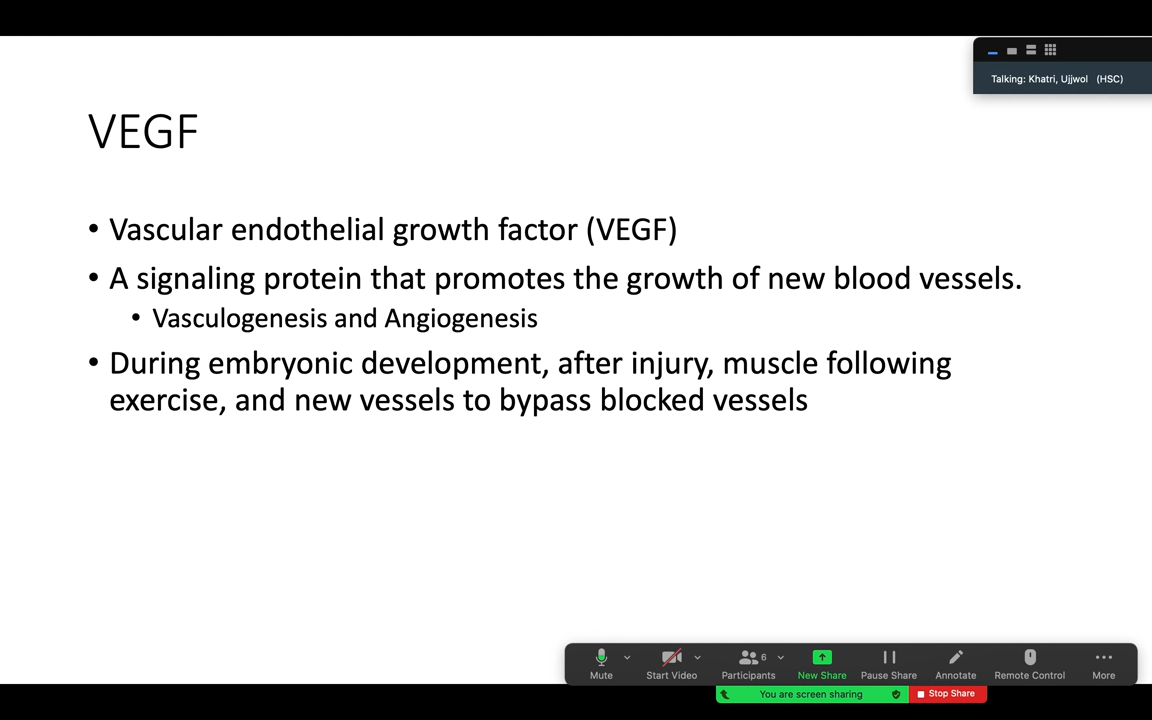 Talking: Khatri, Ujjwol (HSC)
VEGF
• Vascular endothelial growth factor (VEGF)
• A signaling protein that promotes the growth of new blood vessels.
• Vasculogenesis and Angiogenesis
• During embryonic development, after injury, muscle following
exercise, and new vessels to bypass blocked vessels
6
Mute Start Video Participants New Share Pause Share Annotate Remote Control More
You are screen sharing Stop Share